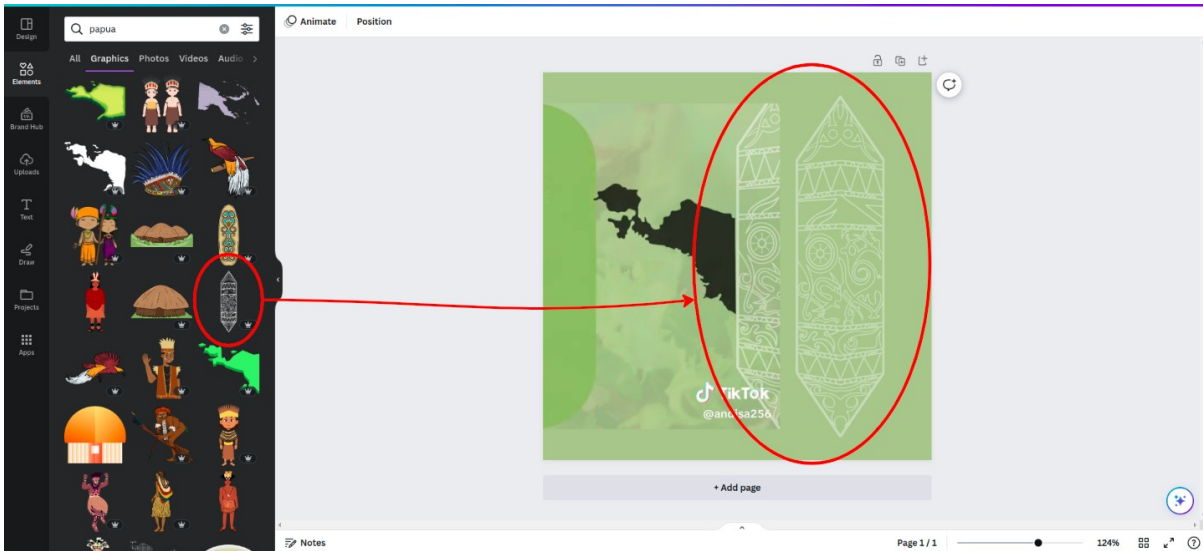 Design
Elements
Brand Hub
Uploads
Text
Draw
Projects
Apps
papua
All Graphics Photos Videos Audio
Animate Position
TikTok
@andisa256
+ Add page
Notes
Page 1 / 1
124%